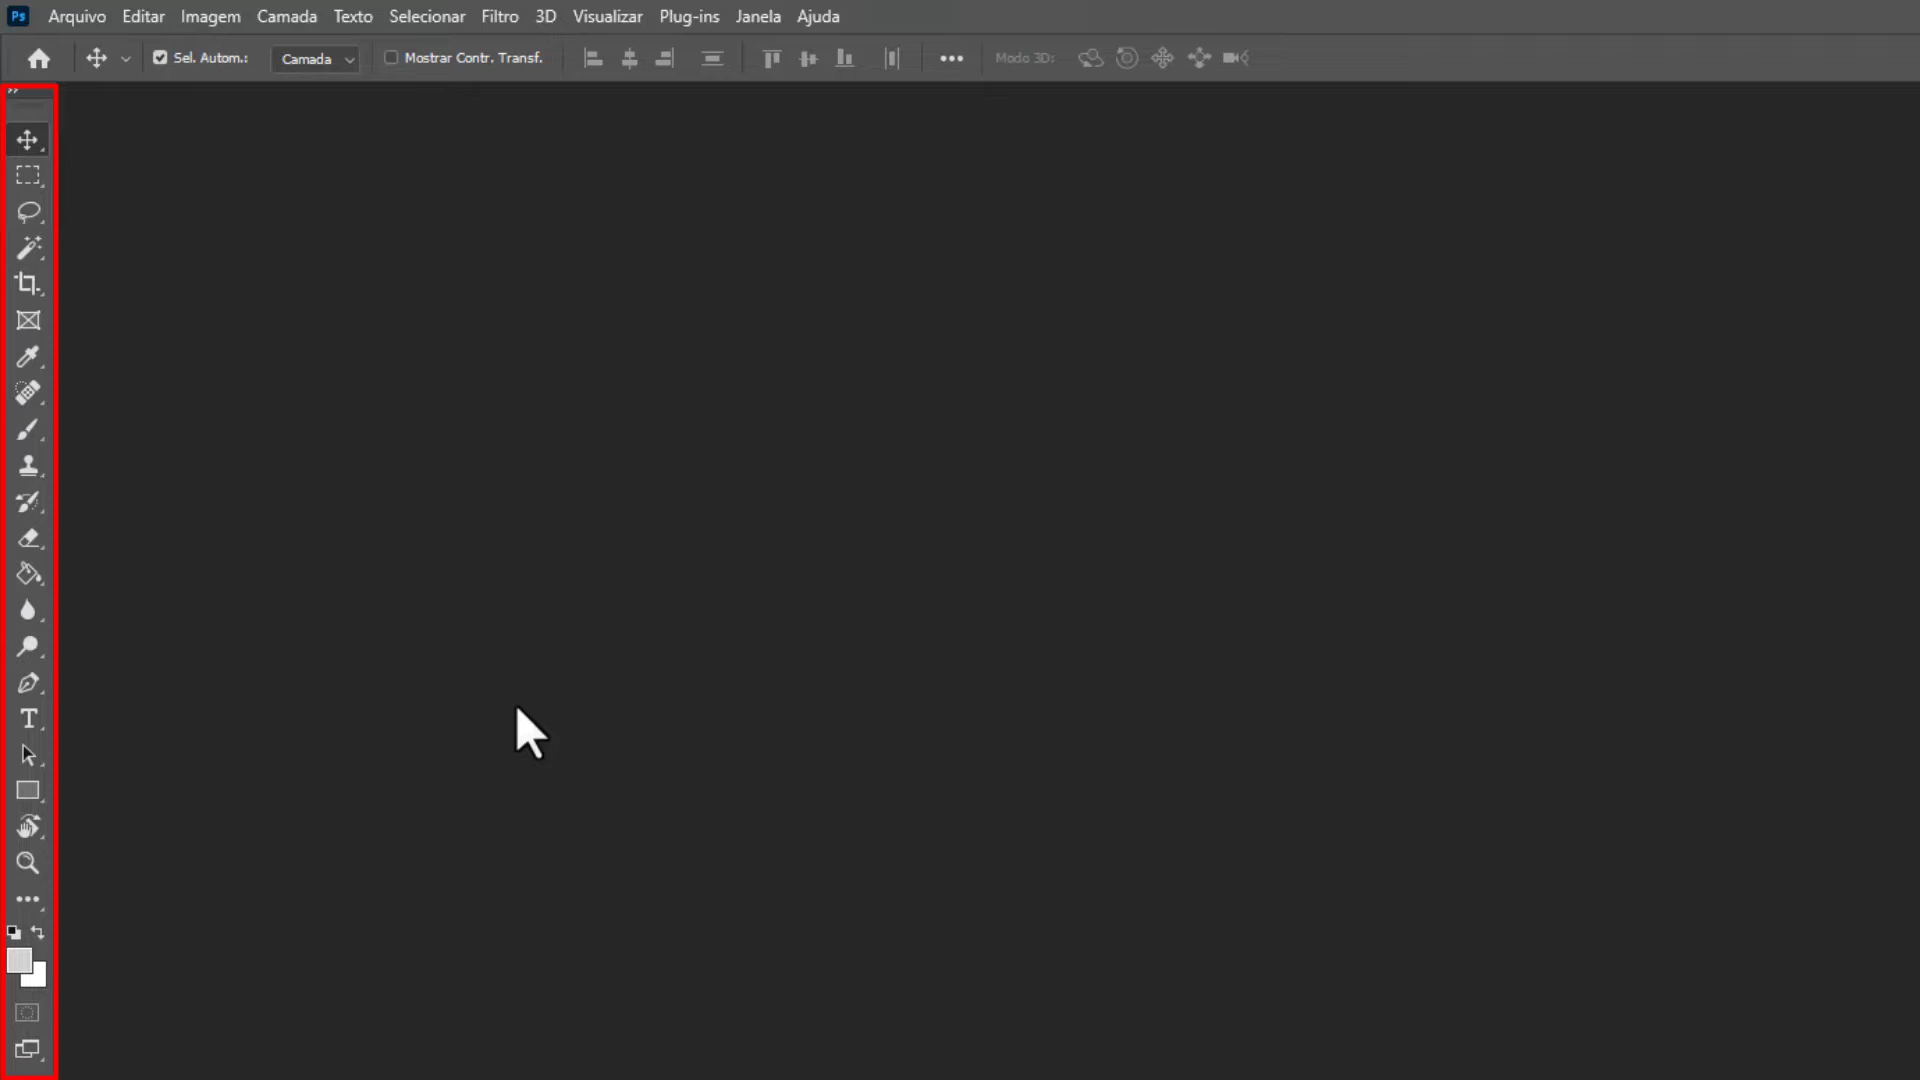 Ps Arquivo Editar Imagem Camada Texto Selecionar Filtro 3D Visualizar Plug-ins Janela Ajuda
Sel. Autom.: Camada Mostrar Contr. Transf. Modo 3D: